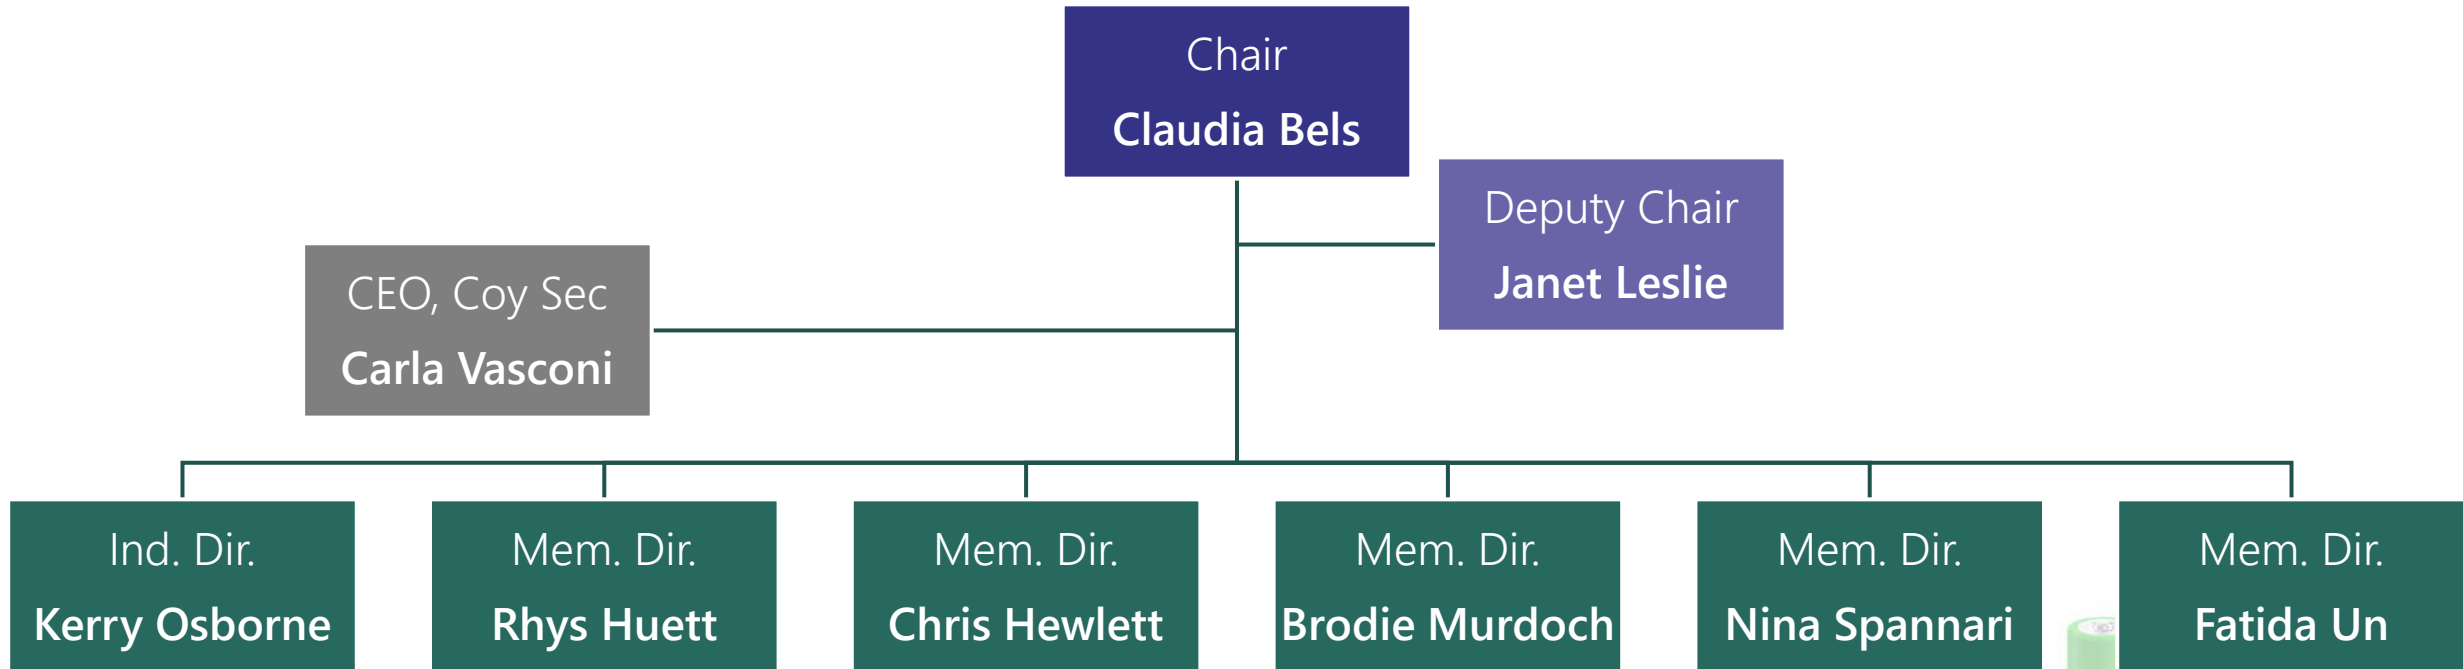 Chair
Claudia Bels
Deputy Chair
Janet Leslie
CEO, Coy Sec
Carla Vasconi
Ind. Dir.
Kerry Osborne
Mem. Dir.
Rhys Huett
Mem. Dir.
Chris Hewlett
Mem. Dir.
Brodie Murdoch
Mem. Dir.
Nina Spannari
Mem. Dir.
Fatida Un